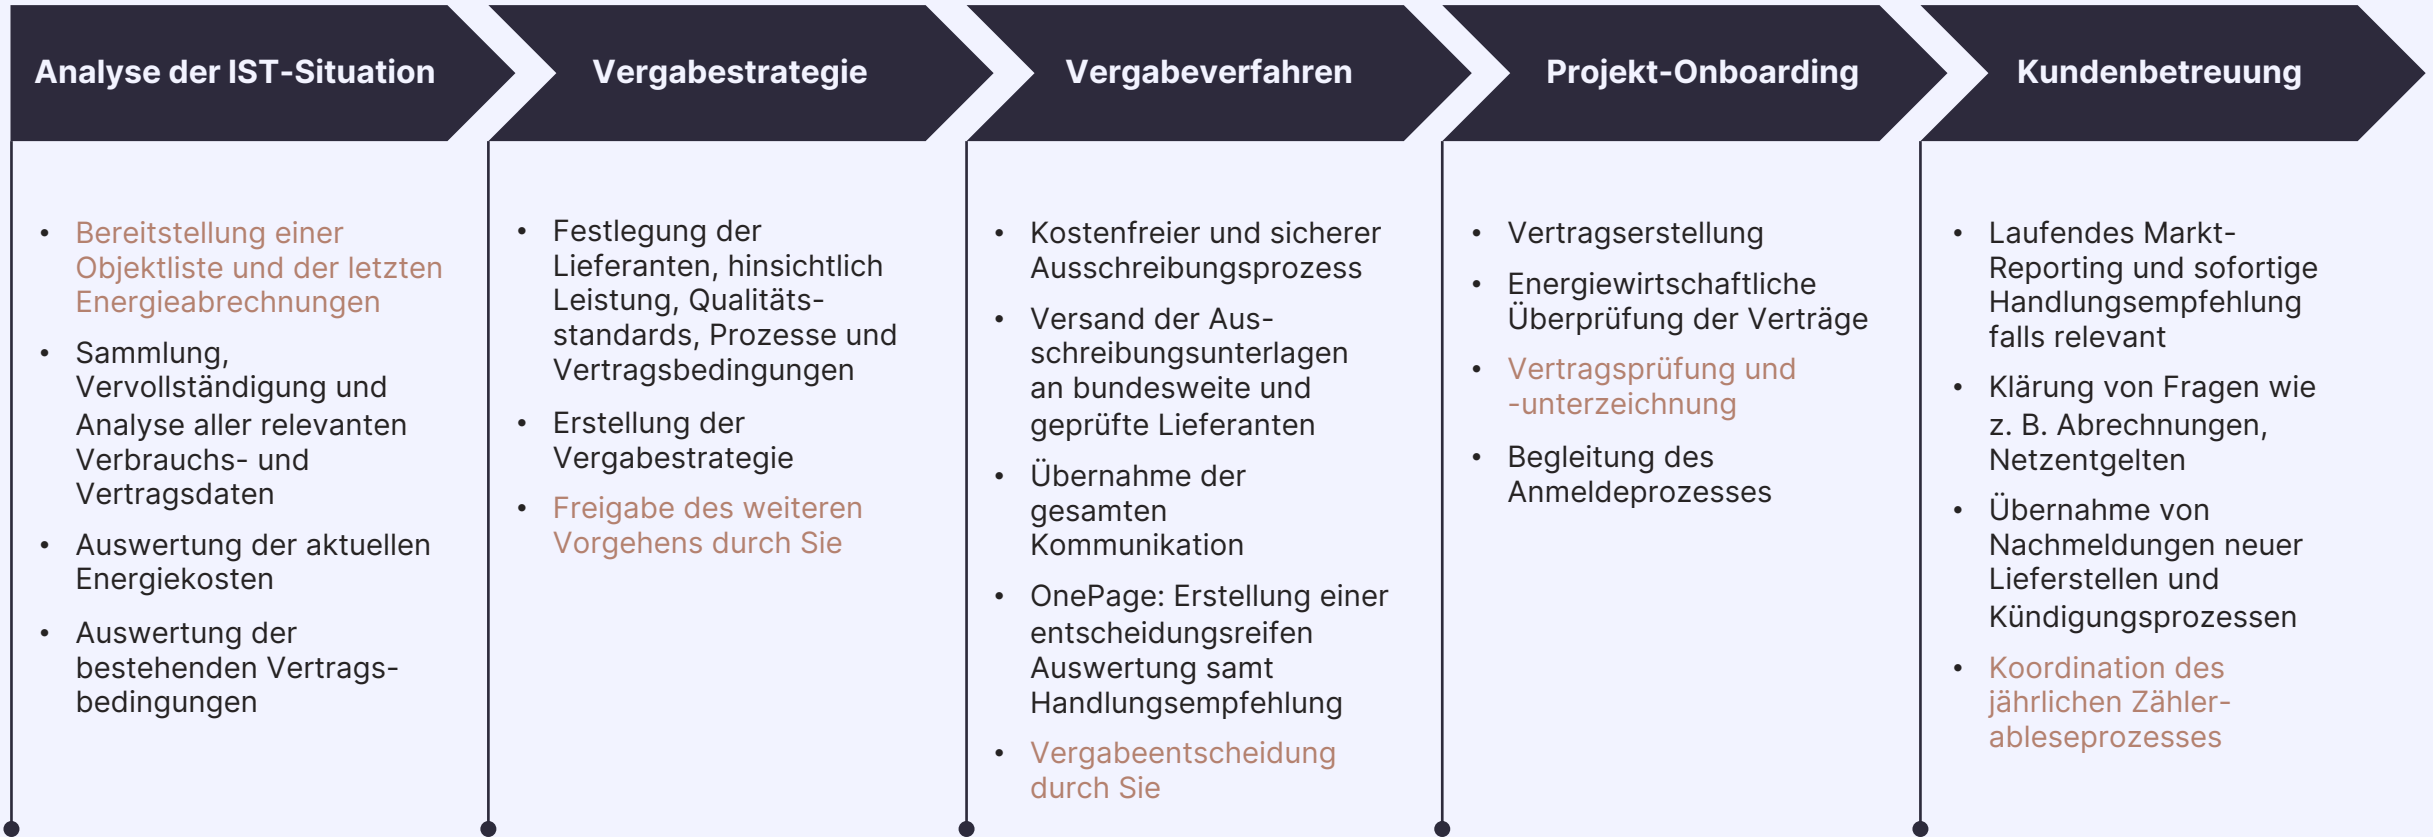 Analyse der IST-Situation
Vergabestrategie
Vergabeverfahren
Projekt-Onboarding
Kundenbetreuung
• Bereitstellung einer
Objektliste und der letzten
Energieabrechnungen
• Sammlung,
Vervollständigung und
Analyse aller relevanten
Verbrauchs- und
Vertragsdaten
• Auswertung der aktuellen
Energiekosten
• Auswertung der
bestehenden Vertrags-
bedingungen
• Festlegung der
Lieferanten, hinsichtlich
Leistung, Qualitäts-
standards, Prozesse und
Vertragsbedingungen
• Erstellung der
Vergabestrategie
• Freigabe des weiteren
Vorgehens durch Sie
• Kostenfreier und sicherer
Ausschreibungsprozess
• Versand der Aus-
schreibungsunterlagen
an bundesweite und
geprüfte Lieferanten
• Übernahme der
gesamten
Kommunikation
• OnePage: Erstellung einer
entscheidungsreifen
Auswertung samt
Handlungsempfehlung
• Vergabeentscheidung
durch Sie
• Vertragserstellung
• Energiewirtschaftliche
Überprüfung der Verträge
• Vertragsprüfung und
-unterzeichnung
• Begleitung des
Anmeldeprozesses
• Laufendes Markt-
Reporting und sofortige
Handlungsempfehlung
falls relevant
• Klärung von Fragen wie
z. B. Abrechnungen,
Netzentgelten
• Übernahme von
Nachmeldungen neuer
Lieferstellen und
Kündigungsprozessen
• Koordination des
jährlichen Zähler-
ableseprozesses